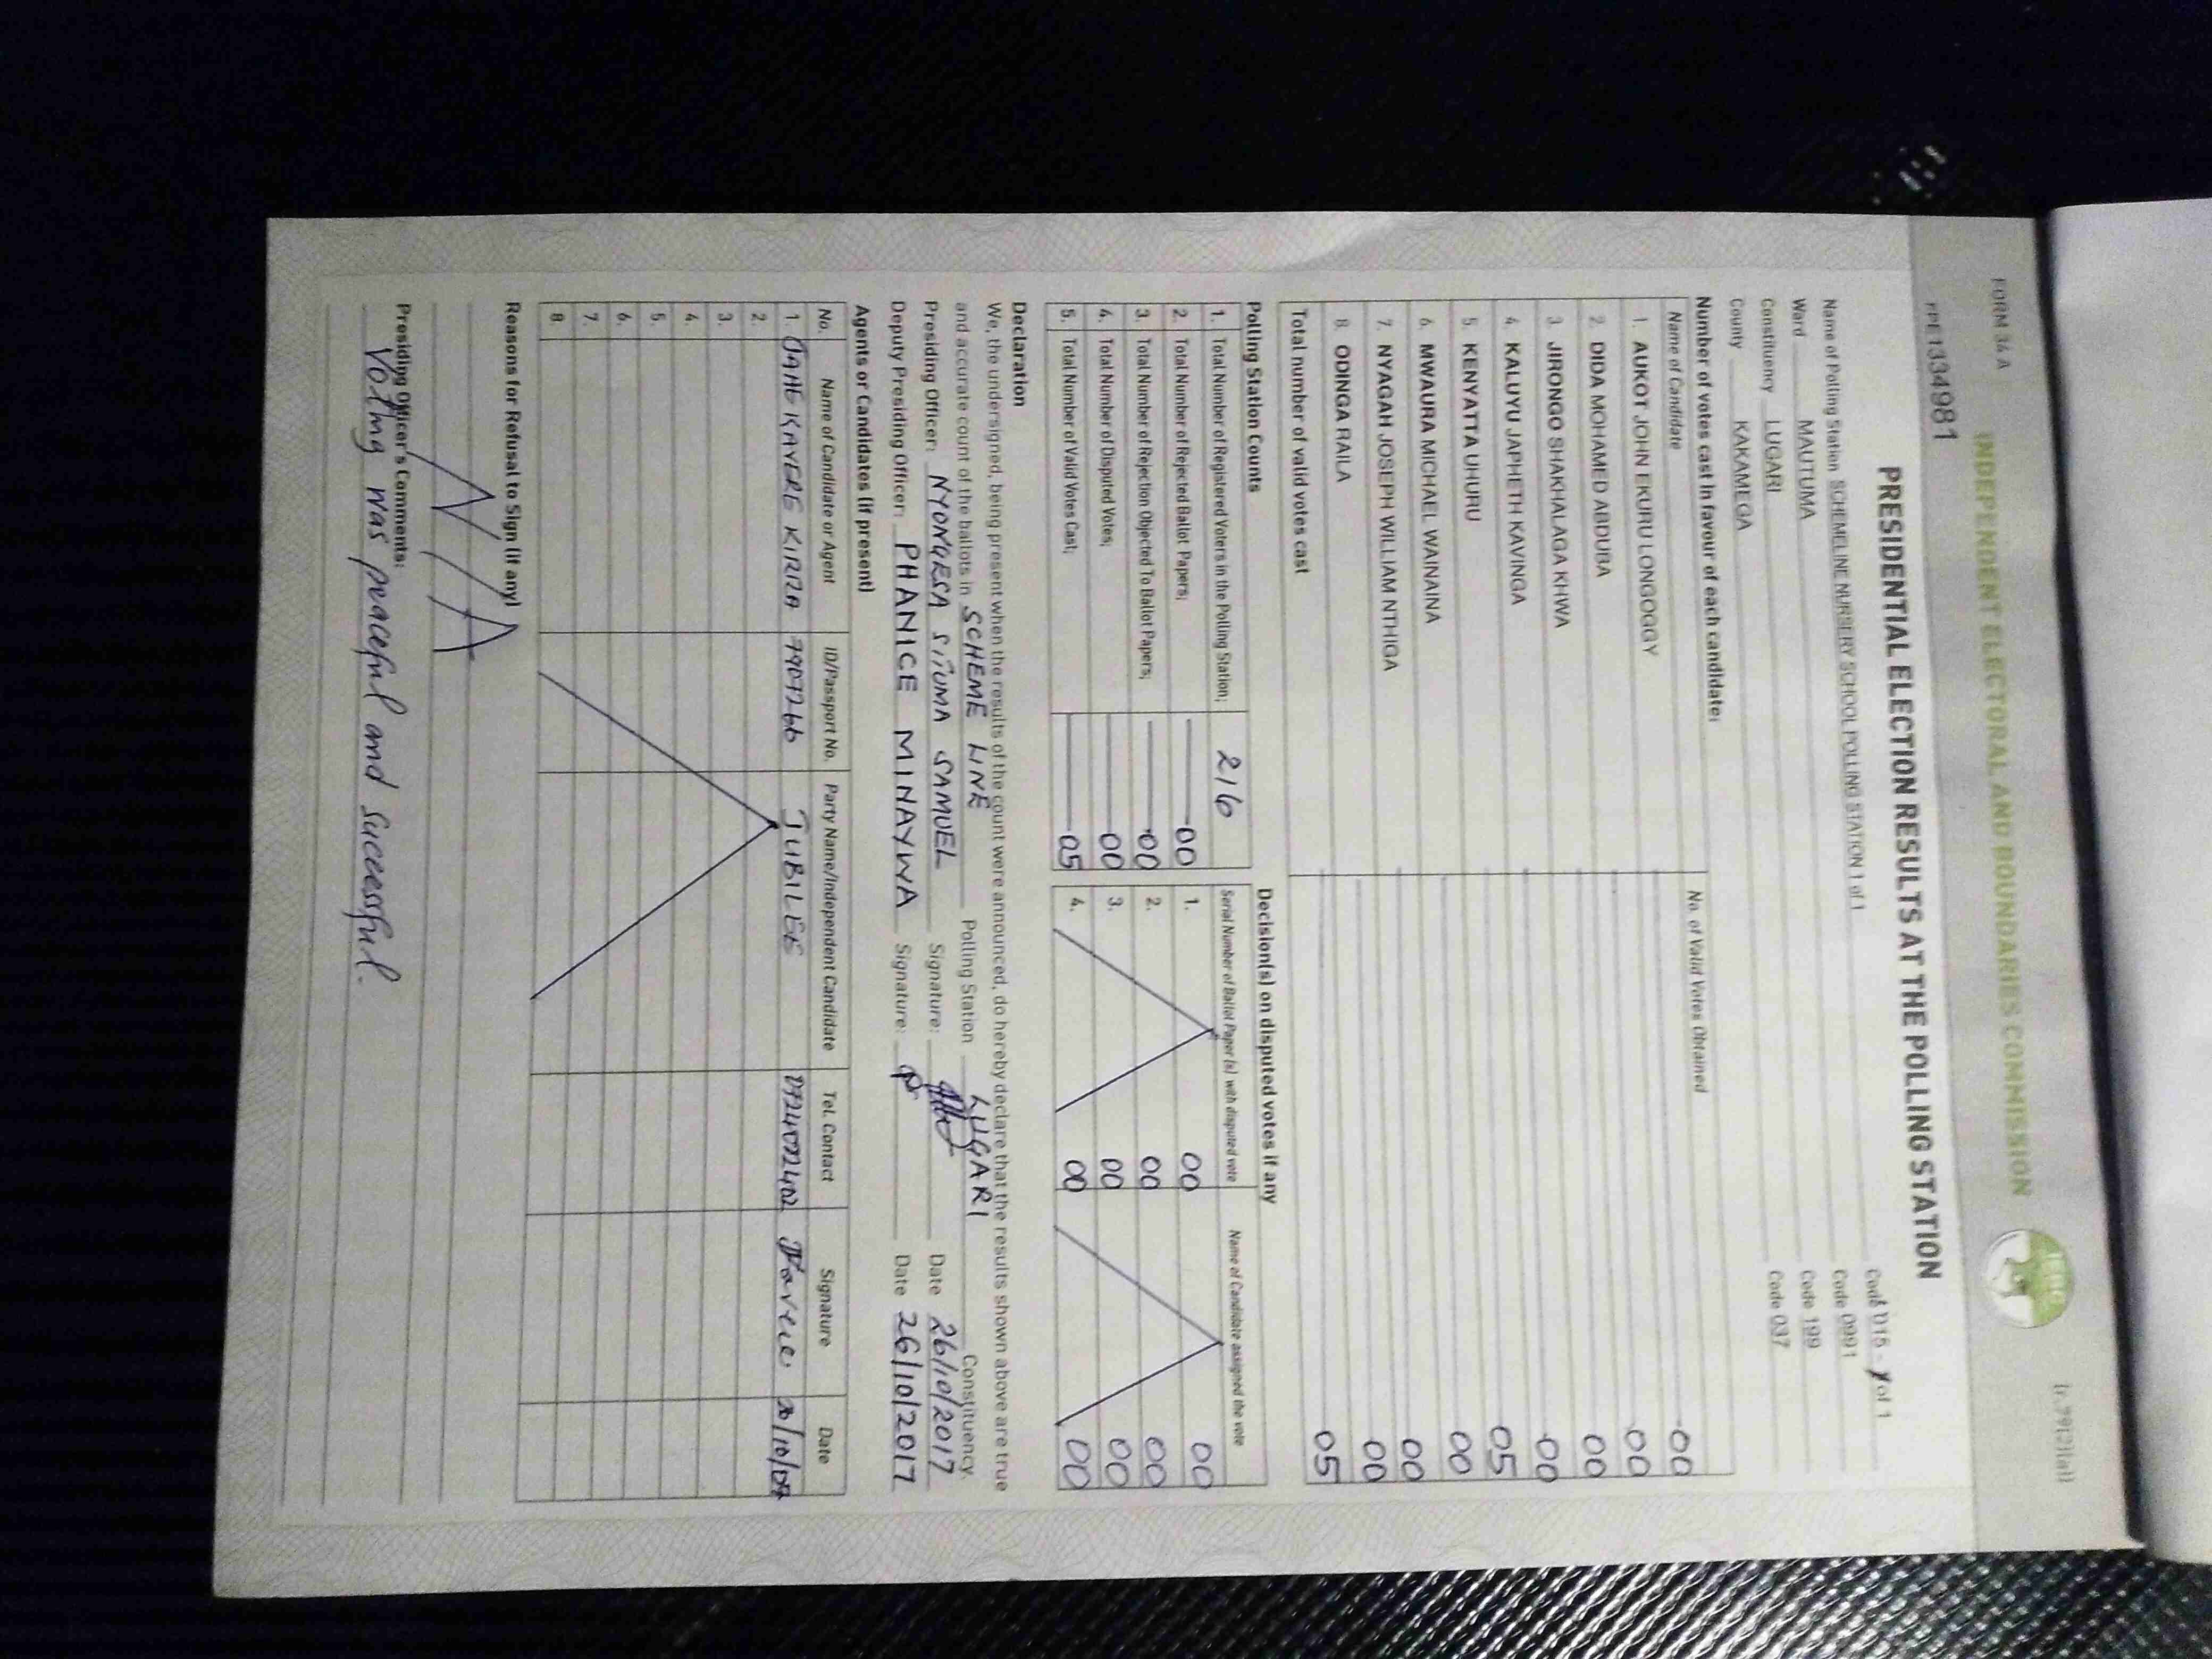 FORM 34 A
INDEPENDENT ELECTORAL AND BOUNDARIES COMMISSION
IEBC
PRESIDENTIAL ELECTION RESULTS AT THE POLLING STATION
Name of Polling Station SCHEMELINE NURSERY SCHOOL POLLING STATION 1 of 1 Code 015 - 1 of 1
Ward MAUTUMA Code 0991
Constituency LUGARI Code 199
County KAKAMEGA Code 037
Number of votes cast in favour of each candidate:
Name of Candidate No. of Valid Votes Obtained
1. AUKOT JOHN EKURU LONGOGGY 00
2. DIDA MOHAMED ABDUBA 00
3. JIRONGO SHAKHALAGA KHWA 00
4. KALUYU JAPHETH KAVINGA 00
5. KENYATTA UHURU 05
6. MWAURA MICHAEL WAINAINA 00
7. NYAGAH JOSEPH WILLIAM NTHIGA 00
8. ODINGA RAILA 00
Total number of valid votes cast 05
Polling Station Counts
1. Total Number of Registered Voters in the Polling Station; 216
2. Total Number of Rejected Ballot Papers; 00
3. Total Number of Rejection Objected To Ballot Papers; 00
4. Total Number of Disputed Votes; 00
5. Total Number of Valid Votes Cast; 05
Decision(s) on disputed votes if any
Serial Number of Ballot Paper(s) with disputed vote Name of Candidate assigned the vote
1. 00 00
2. 00 00
3. 00 00
4. 00 00
Declaration
We, the undersigned, being present when the results of the count were announced, do hereby declare that the results shown above are true
and accurate count of the ballots in SCHEME LINE Polling Station LUGARI Constituency.
Presiding Officer: NYONGESA SIUMA SAMUEL Signature: Date 26/10/2017
Deputy Presiding Officer: PHANICE MINAYWA Signature: Date 26/10/2017
Agents or Candidates (if present)
No. Name of Candidate or Agent ID/Passport No. Party Name/Independent Candidate Tel. Contact Signature Date
1. KAVERE 7907266 JUBILEE
2.
3.
4.
5.
6.
7.
8.
Reasons for Refusal to Sign (if any)
N/A
Presiding Officer's Comments:
Voting was peaceful and successful.